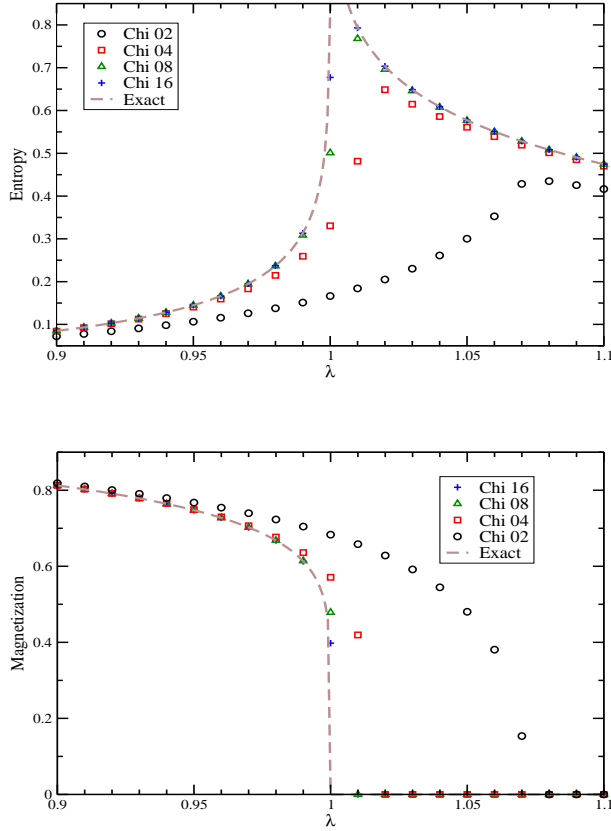 0.8
0.7
0.6
0.5
0.4
0.3
0.2
0.1
Entropy
Chi 02
Chi 04
Chi 08
Chi 16
Exact
0.9 0.95 1 1.05 1.1
λ
0.8
0.6
0.4
0.2
0
Magnetization
Chi 16
Chi 08
Chi 04
Chi 02
Exact
0.9 0.95 1 1.05 1.1
λ